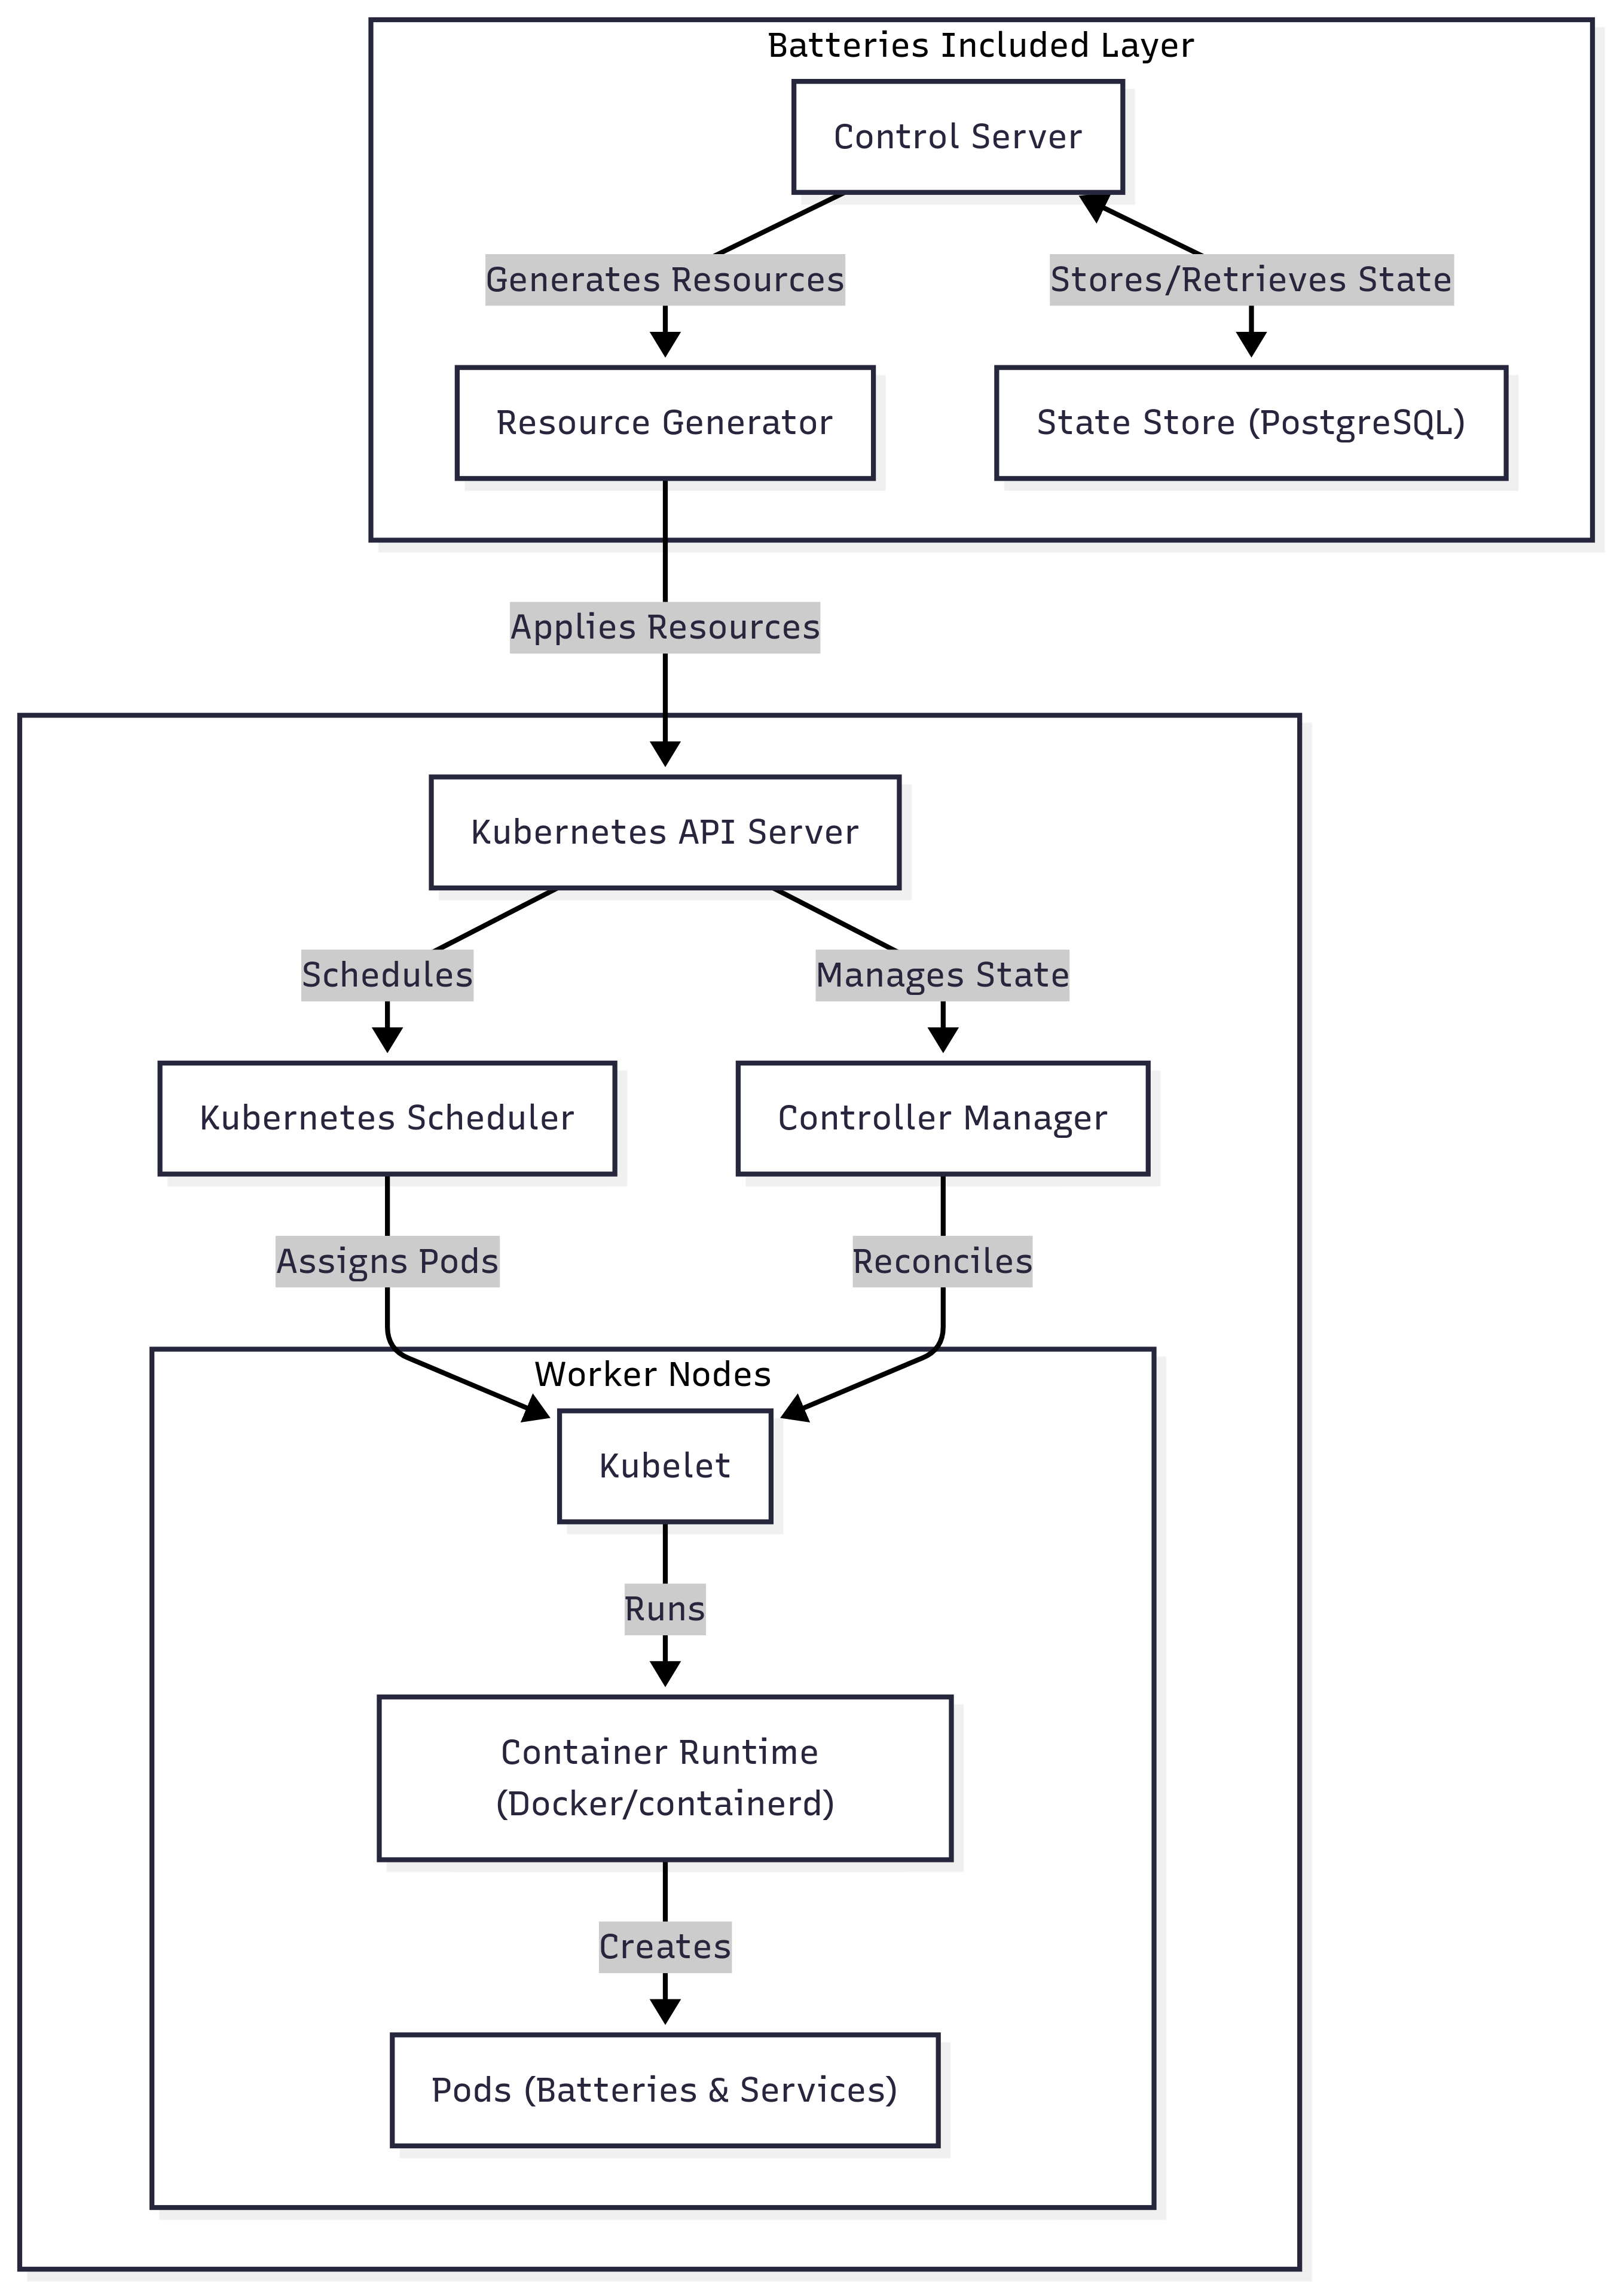 Batteries Included Layer
Control Server
Generates Resources
Stores/Retrieves State
Resource Generator
State Store (PostgreSQL)
Applies Resources
Kubernetes API Server
Schedules
Manages State
Kubernetes Scheduler
Controller Manager
Assigns Pods
Reconciles
Worker Nodes
Kubelet
Runs
Container Runtime
(Docker/containerd)
Creates
Pods (Batteries & Services)